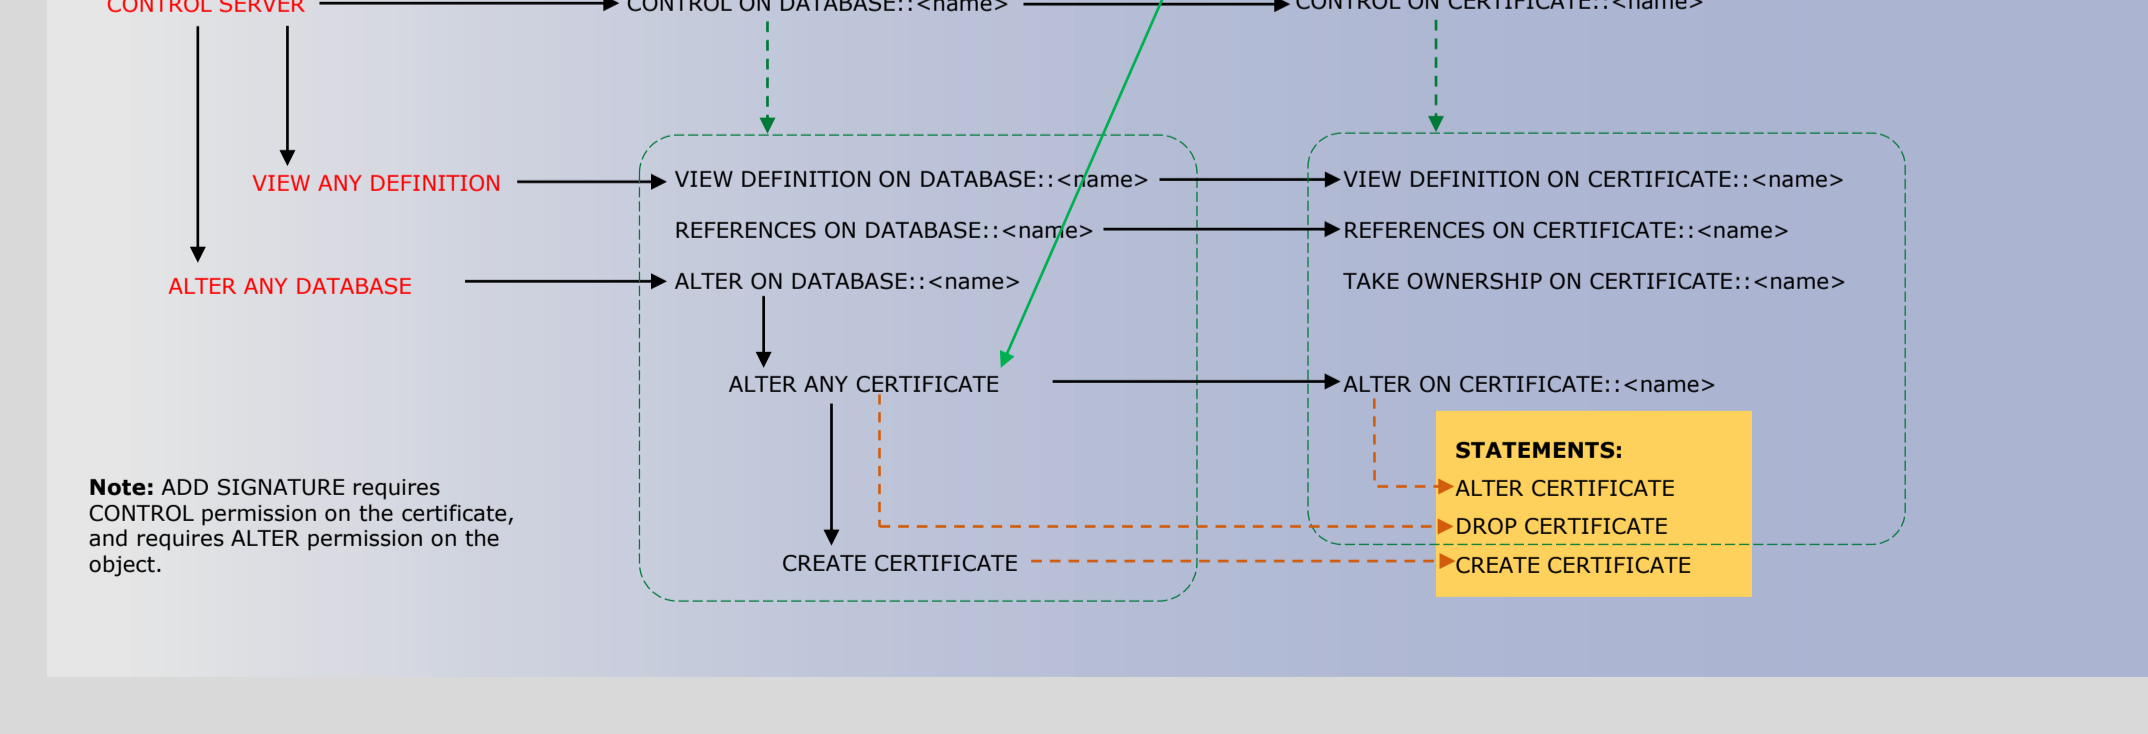 CONTROL SERVER
CONTROL ON DATABASE::<name>
CONTROL ON CERTIFICATE::<name>
VIEW ANY DEFINITION
VIEW DEFINITION ON DATABASE::<name>
VIEW DEFINITION ON CERTIFICATE::<name>
REFERENCES ON DATABASE::<name>
REFERENCES ON CERTIFICATE::<name>
ALTER ANY DATABASE
ALTER ON DATABASE::<name>
TAKE OWNERSHIP ON CERTIFICATE::<name>
ALTER ANY CERTIFICATE
ALTER ON CERTIFICATE::<name>
STATEMENTS:
ALTER CERTIFICATE
DROP CERTIFICATE
CREATE CERTIFICATE
CREATE CERTIFICATE
Note: ADD SIGNATURE requires
CONTROL permission on the certificate,
and requires ALTER permission on the
object.